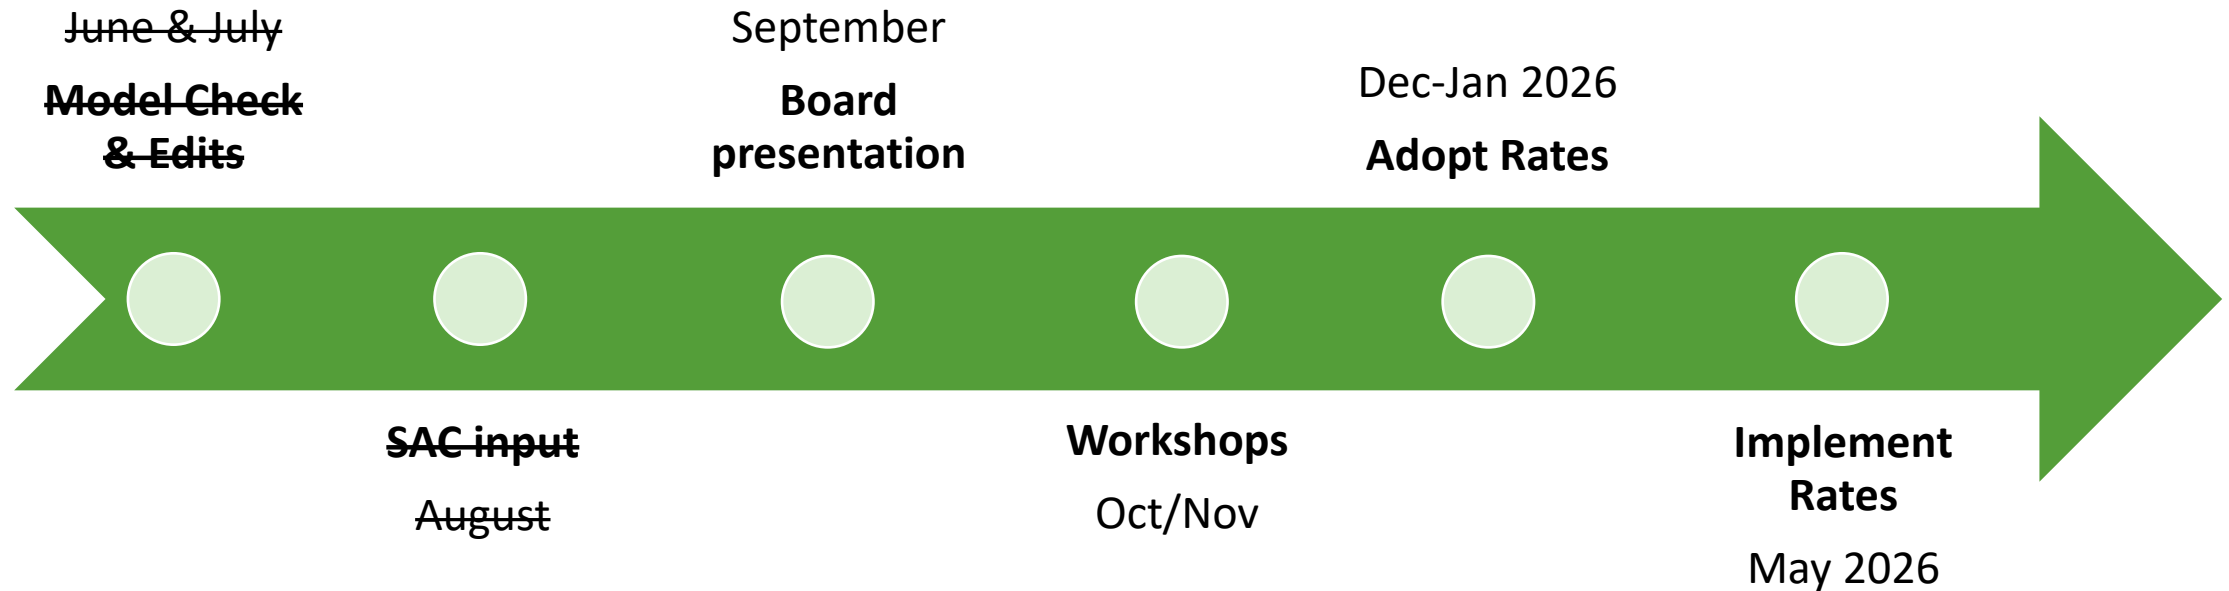 June & July
Model Check
& Edits
SAC input
August
September
Board
presentation
Workshops
Oct/Nov
Dec-Jan 2026
Adopt Rates
Implement
Rates
May 2026